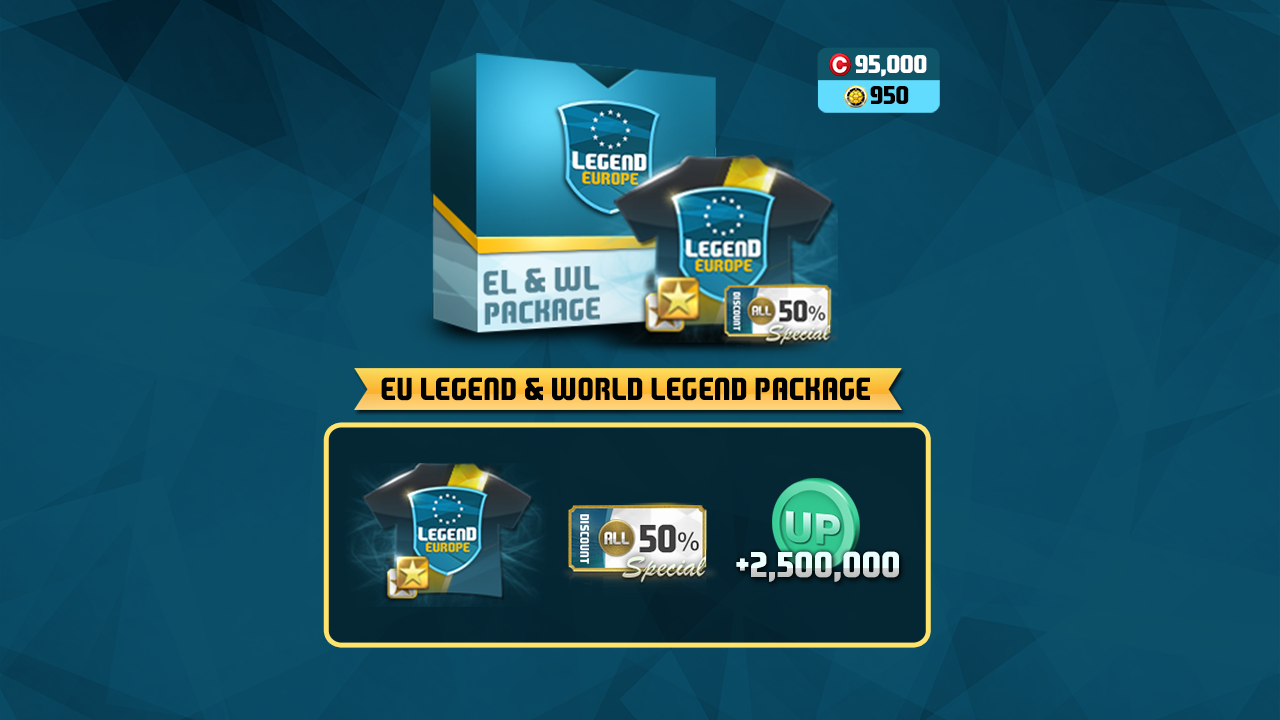 C 95,000
950
LEGEND
EUROPE
LEGEND
EUROPE
EL & WL
PACKAGE
DISCOUNT
ALL 50%
Special
EU LEGEND & WORLD LEGEND PACKAGE
LEGEND
EUROPE
DISCOUNT
ALL 50%
Special
UP
+2,500,000